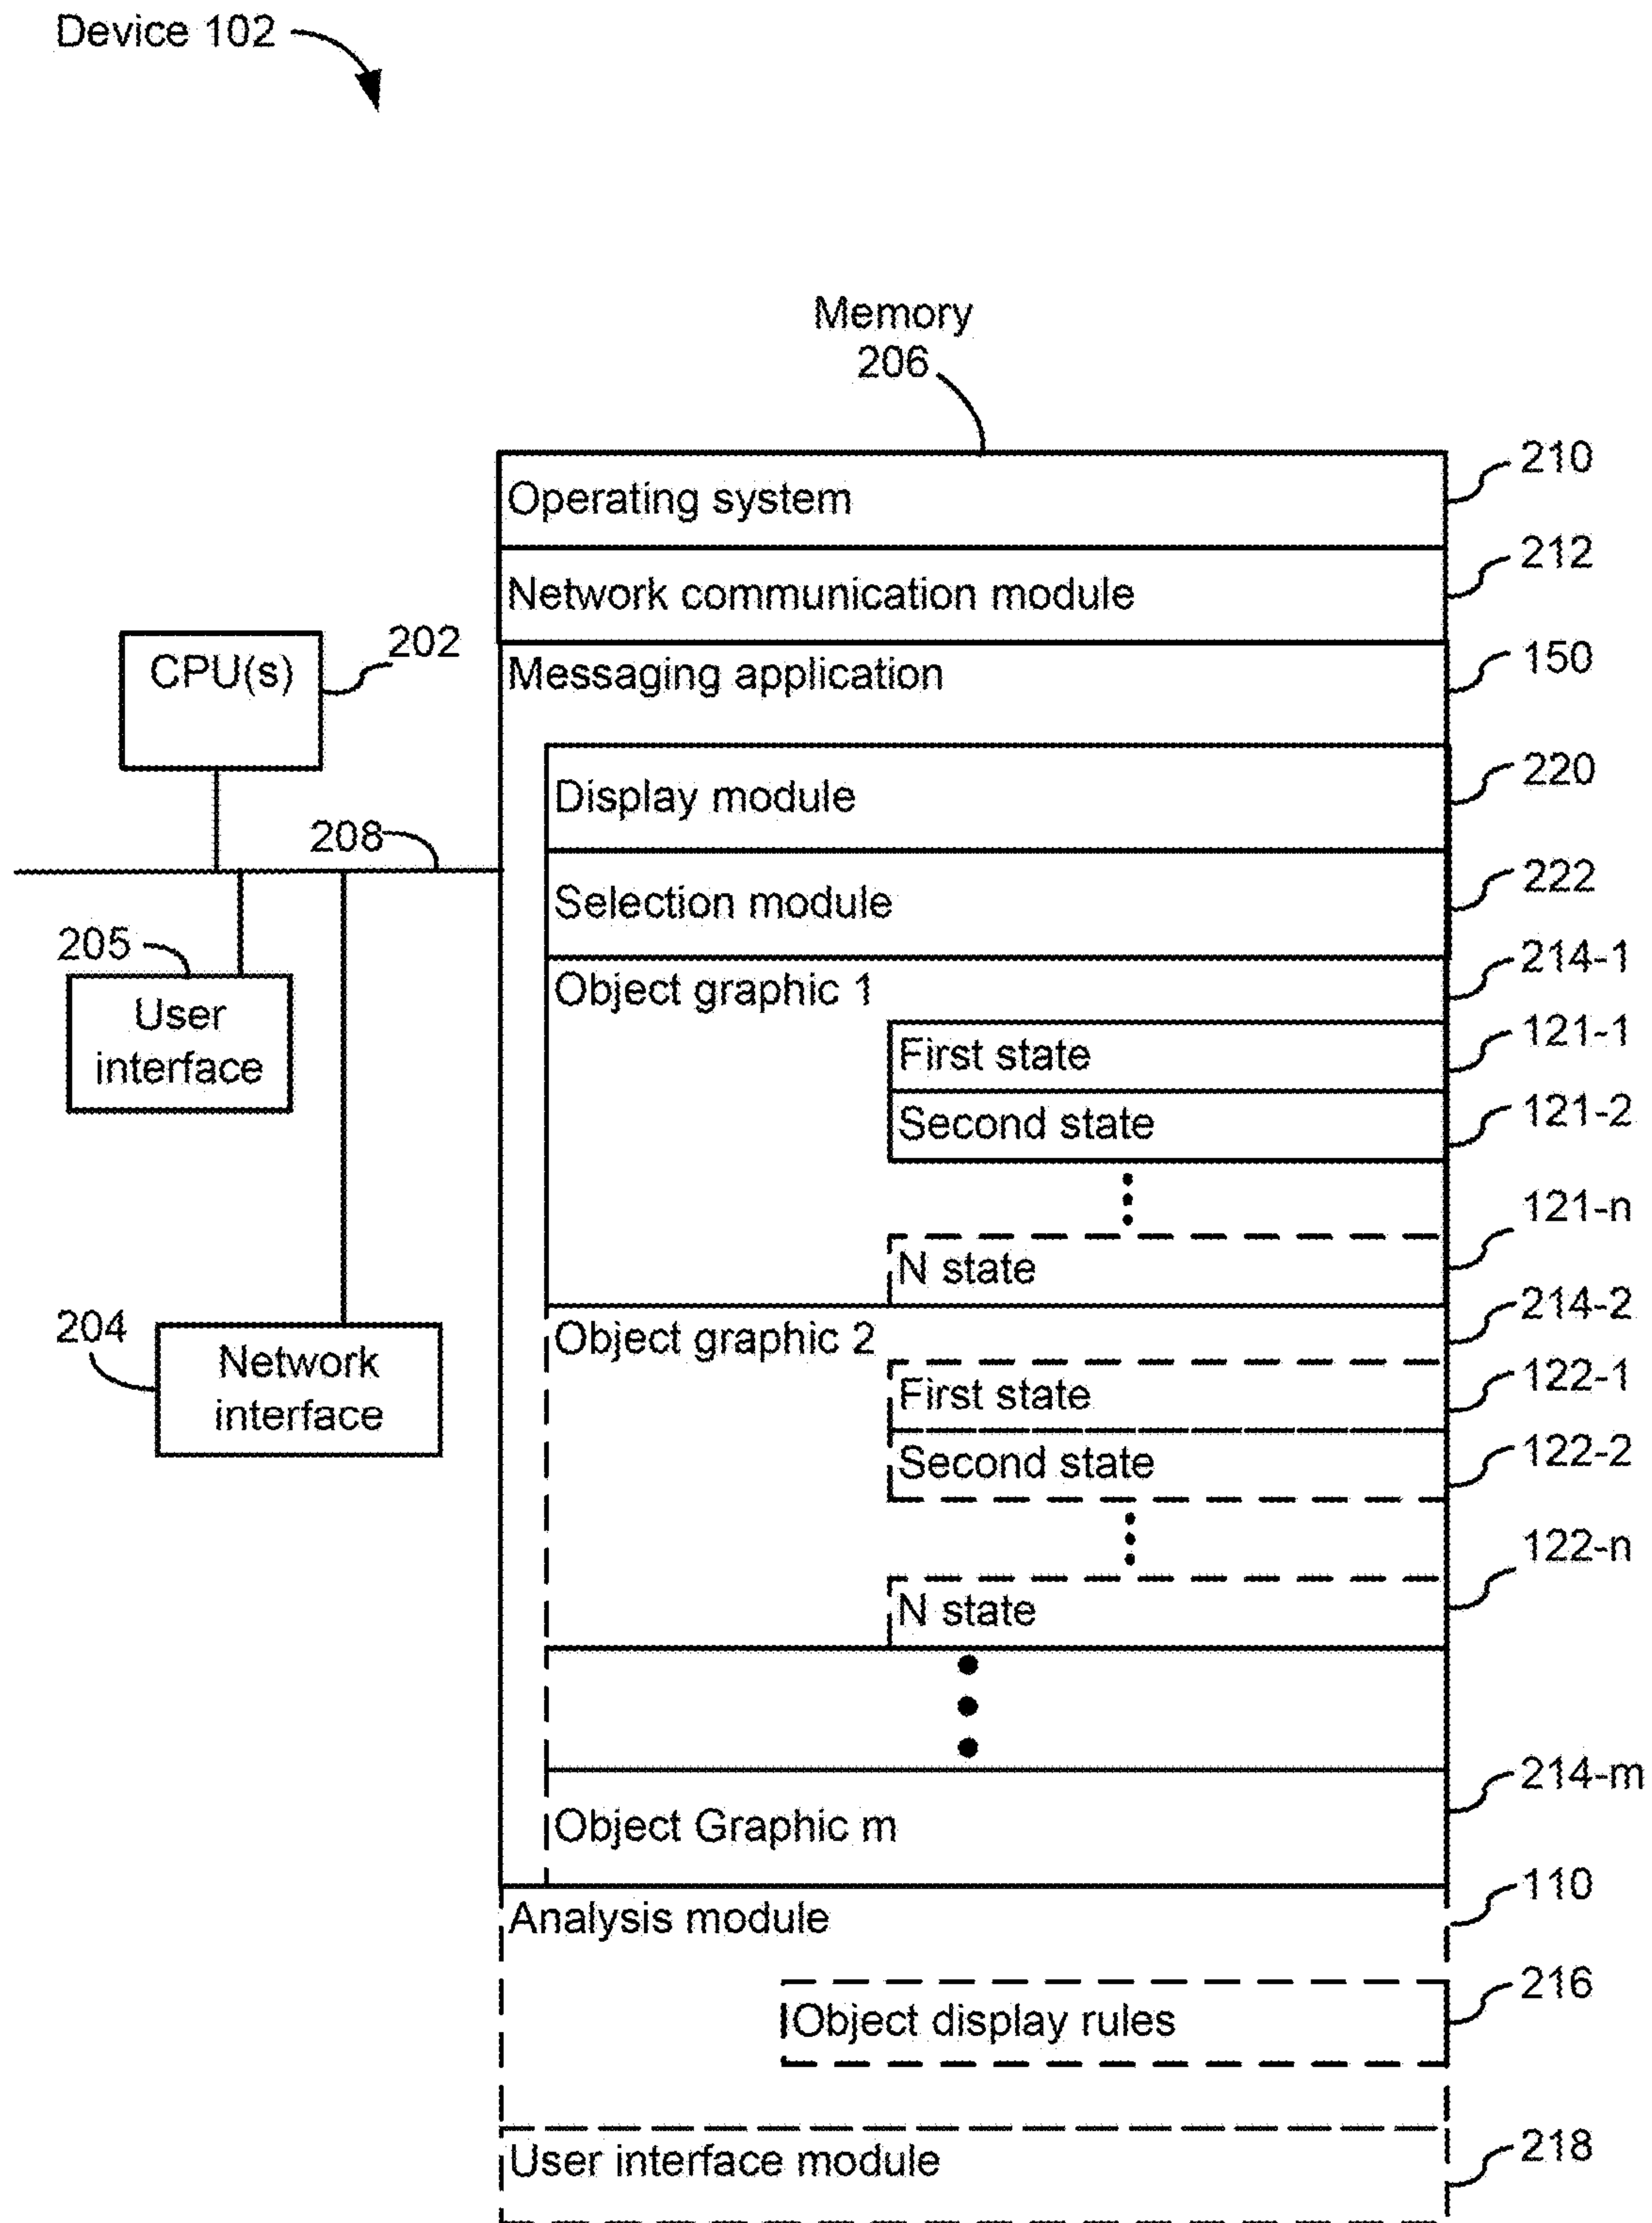 Device 102
Memory
206
Operating system
210
Network communication module
212
CPU(s)
202
Messaging application
150
Display module
220
208
Selection module
222
205
User
interface
Object graphic 1
214-1
First state
121-1
Second state
121-2
N state
121-n
204
Network
interface
Object graphic 2
214-2
First state
122-1
Second state
122-2
N state
122-n
Object Graphic m
214-m
Analysis module
110
Object display rules
216
User interface module
218